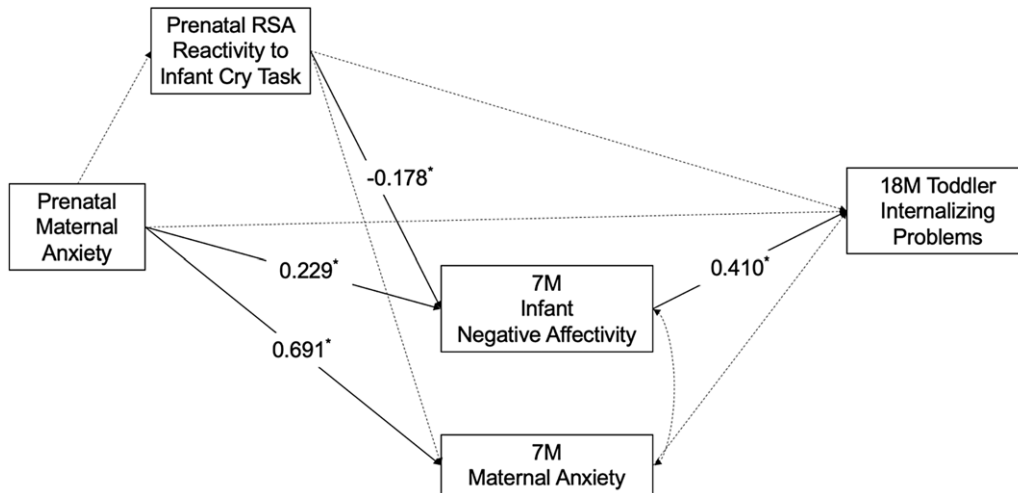 Prenatal RSA
Reactivity to
Infant Cry Task
-0.178*
Prenatal
Maternal
Anxiety
18M Toddler
Internalizing
Problems
0.229*
0.410*
7M
Infant
Negative Affectivity
0.691*
7M
Maternal Anxiety